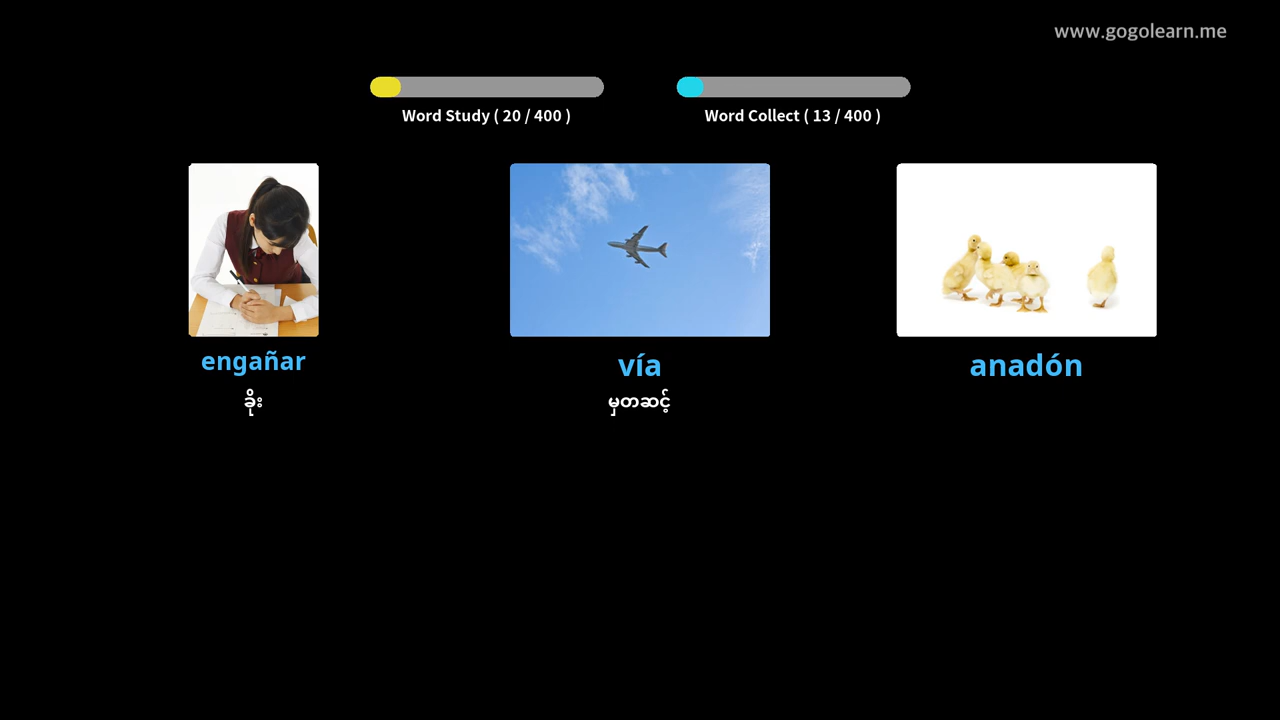 www.gogolearn.me
Word Study ( 20 / 400 )
Word Collect ( 13 / 400 )
engañar
ခိုး
vía
မှတဆင့်
anadón